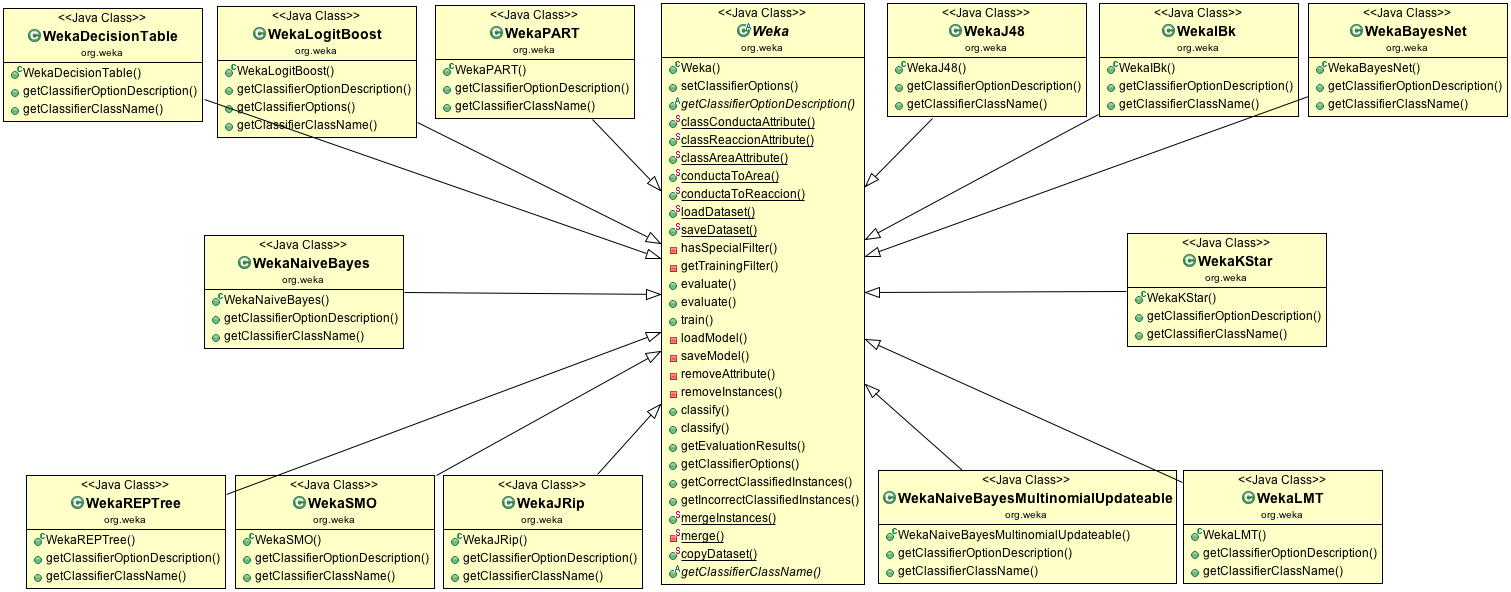 <<Java Class>>
WekaDecisionTable
org.weka
WekaDecisionTable()
getClassifierOptionDescription()
getClassifierClassName()
<<Java Class>>
WekaLogitBoost
org.weka
WekaLogitBoost()
getClassifierOptionDescription()
getClassifierOptions()
getClassifierClassName()
<<Java Class>>
WekaPART
org.weka
WekaPART()
getClassifierOptionDescription()
getClassifierClassName()
<<Java Class>>
Weka
org.weka
Weka()
setClassifierOptions()
getClassifierOptionDescription()
classConductaAttribute()
classReaccionAttribute()
classAreaAttribute()
conductaToArea()
conductaToReaccion()
loadDataset()
saveDataset()
hasSpecialFilter()
getTrainingFilter()
evaluate()
evaluate()
train()
loadModel()
saveModel()
removeAttribute()
removeInstances()
classify()
classify()
getEvaluationResults()
getClassifierOptions()
getCorrectClassifiedInstances()
getIncorrectClassifiedInstances()
mergeInstances()
merge()
copyDataset()
getClassifierClassName()
<<Java Class>>
WekaJ48
org.weka
WekaJ48()
getClassifierOptionDescription()
getClassifierClassName()
<<Java Class>>
WekaIBk
org.weka
WekaIBk()
getClassifierOptionDescription()
getClassifierClassName()
<<Java Class>>
WekaBayesNet
org.weka
WekaBayesNet()
getClassifierOptionDescription()
getClassifierClassName()
<<Java Class>>
WekaNaiveBayes
org.weka
WekaNaiveBayes()
getClassifierOptionDescription()
getClassifierClassName()
<<Java Class>>
WekaKStar
org.weka
WekaKStar()
getClassifierOptionDescription()
getClassifierClassName()
<<Java Class>>
WekaREPTree
org.weka
WekaREPTree()
getClassifierOptionDescription()
getClassifierClassName()
<<Java Class>>
WekaSMO
org.weka
WekaSMO()
getClassifierOptionDescription()
getClassifierClassName()
<<Java Class>>
WekaJRip
org.weka
WekaJRip()
getClassifierOptionDescription()
getClassifierClassName()
<<Java Class>>
WekaNaiveBayesMultinomialUpdateable
org.weka
WekaNaiveBayesMultinomialUpdateable()
getClassifierOptionDescription()
getClassifierClassName()
<<Java Class>>
WekaLMT
org.weka
WekaLMT()
getClassifierOptionDescription()
getClassifierClassName()